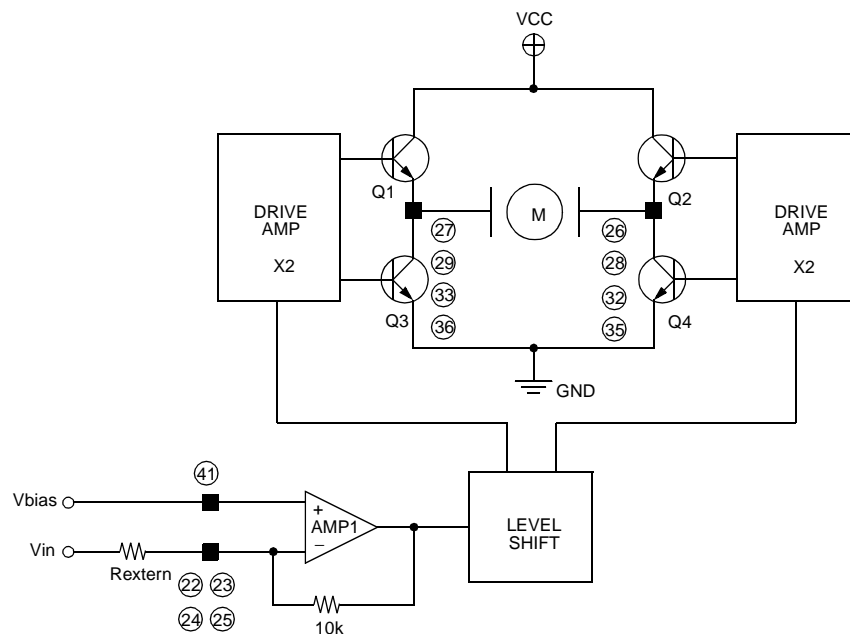 VCC
Q1
Q2
DRIVE
AMP
X2
M
DRIVE
AMP
X2
27
29
33
36
26
28
32
35
Q3
Q4
GND
41
Vbias
+
AMP1
−
Vin
Rextern
22 23
24 25
10k
LEVEL
SHIFT